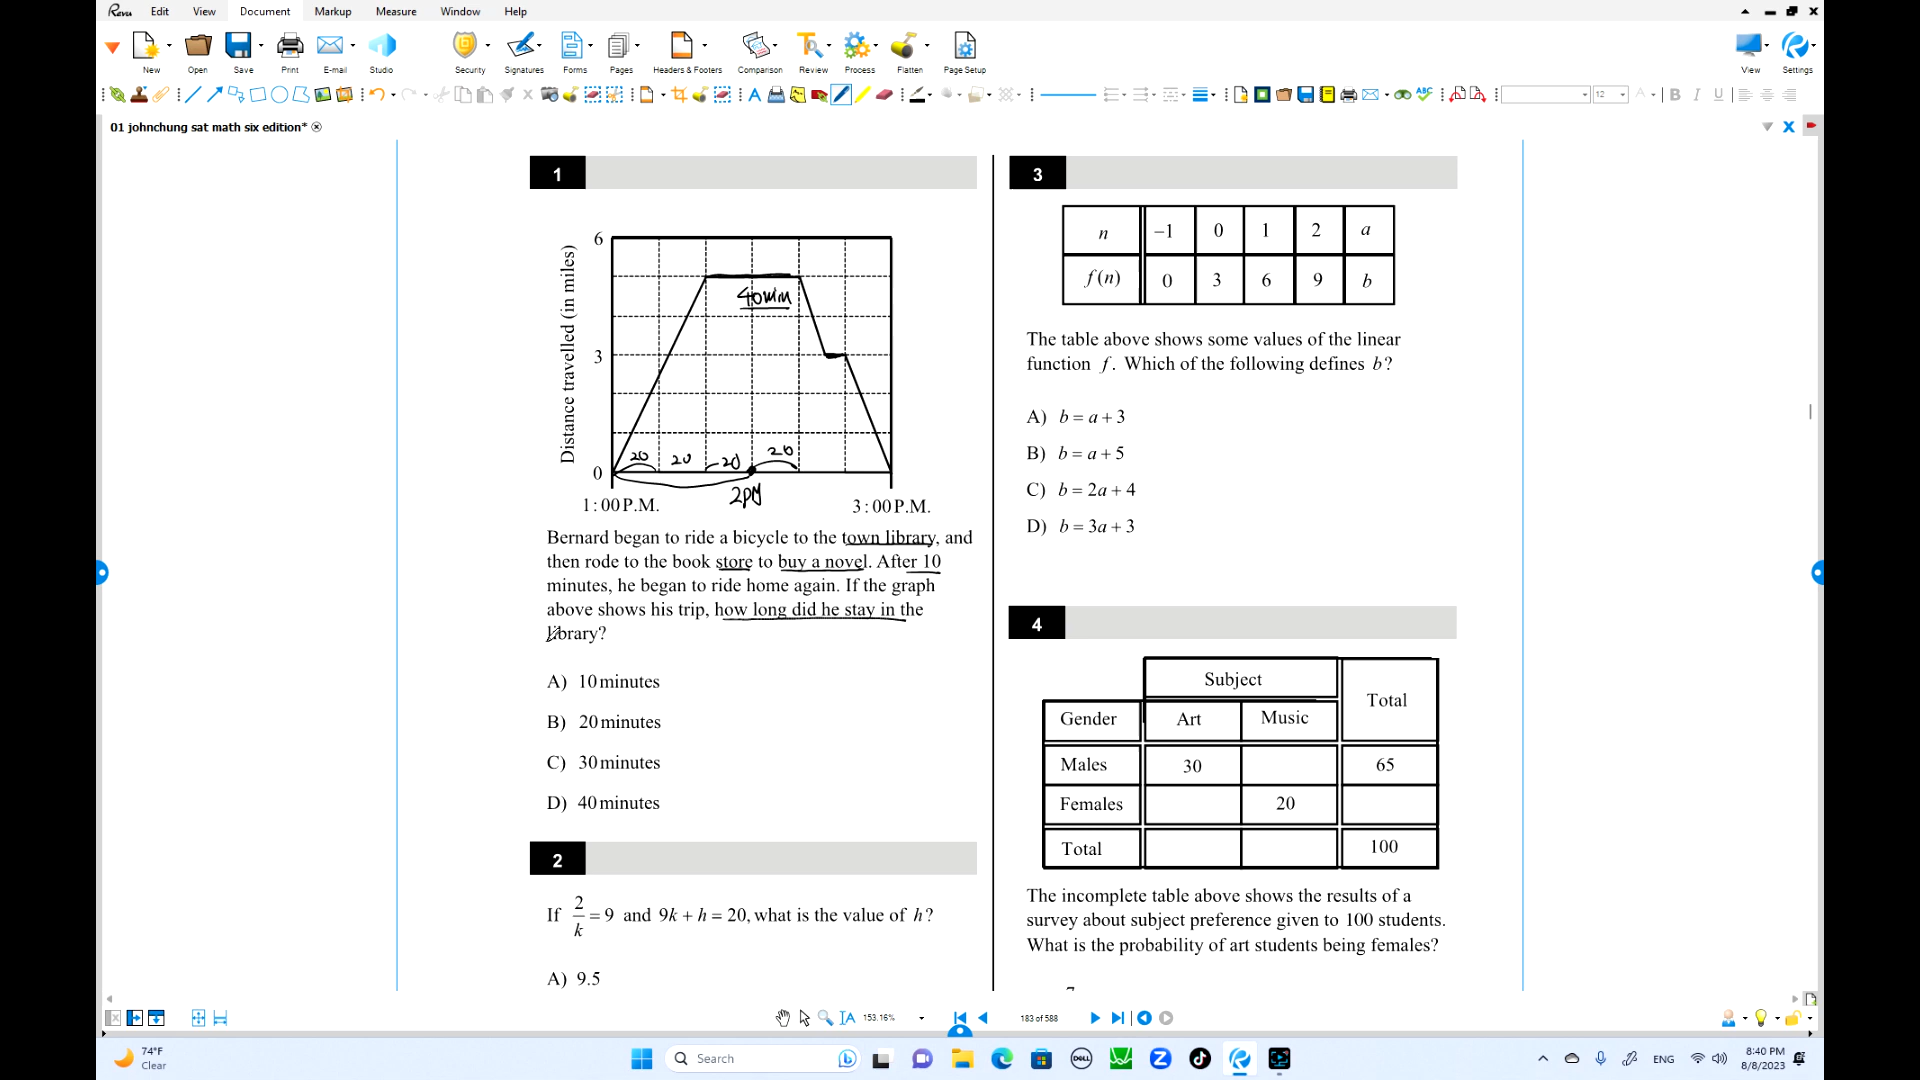 Revu Edit View Document Markup Measure Window Help
New Open Save Print E-mail Studio Security Signatures Forms Pages Headers & Footers Comparison Review Process Flatten Page Setup View Settings
12
01 johnchung sat math six edition*
1
6
3
0
Distance travelled (in miles)
40min
20 20 20 20
2PM
1:00 P.M. 3:00 P.M.
Bernard began to ride a bicycle to the town library, and
then rode to the book store to buy a novel. After 10
minutes, he began to ride home again. If the graph
above shows his trip, how long did he stay in the
library?
A) 10 minutes
B) 20 minutes
C) 30 minutes
D) 40 minutes
2
If 2/k = 9 and 9k + h = 20, what is the value of h?
A) 9.5
3
n −1 0 1 2 a
f(n) 0 3 6 9 b
The table above shows some values of the linear
function f. Which of the following defines b?
A) b = a + 3
B) b = a + 5
C) b = 2a + 4
D) b = 3a + 3
4
Subject Total
Gender Art Music
Males 30 65
Females 20
Total 100
The incomplete table above shows the results of a
survey about subject preference given to 100 students.
What is the probability of art students being females?
153.16% 183 of 588
74°F
Clear
Search
DELL
ENG
8:40 PM
8/8/2023